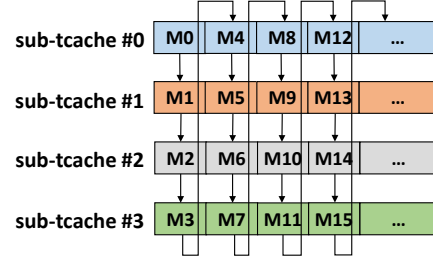 sub-tcache #0 M0 M4 M8 M12 ...
sub-tcache #1 M1 M5 M9 M13 ...
sub-tcache #2 M2 M6 M10 M14 ...
sub-tcache #3 M3 M7 M11 M15 ...